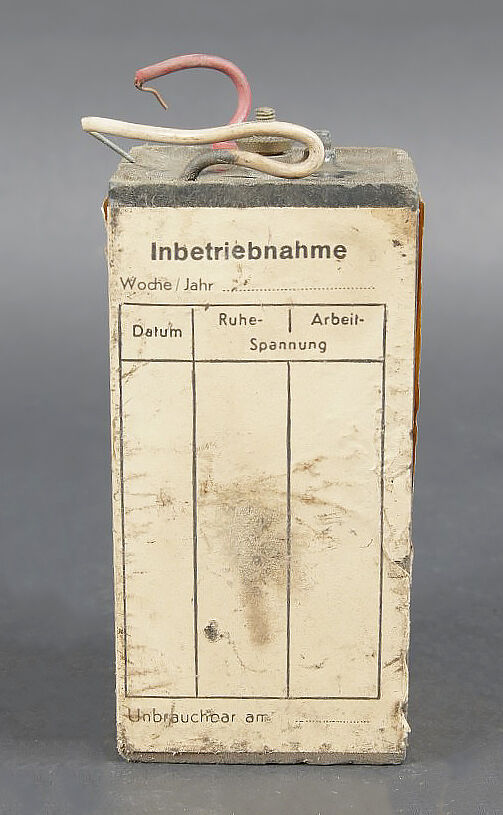 Inbetriebnahme
Woche/Jahr
Datum
Ruhe- Arbeit-
Spannung
Unbrauchbar am